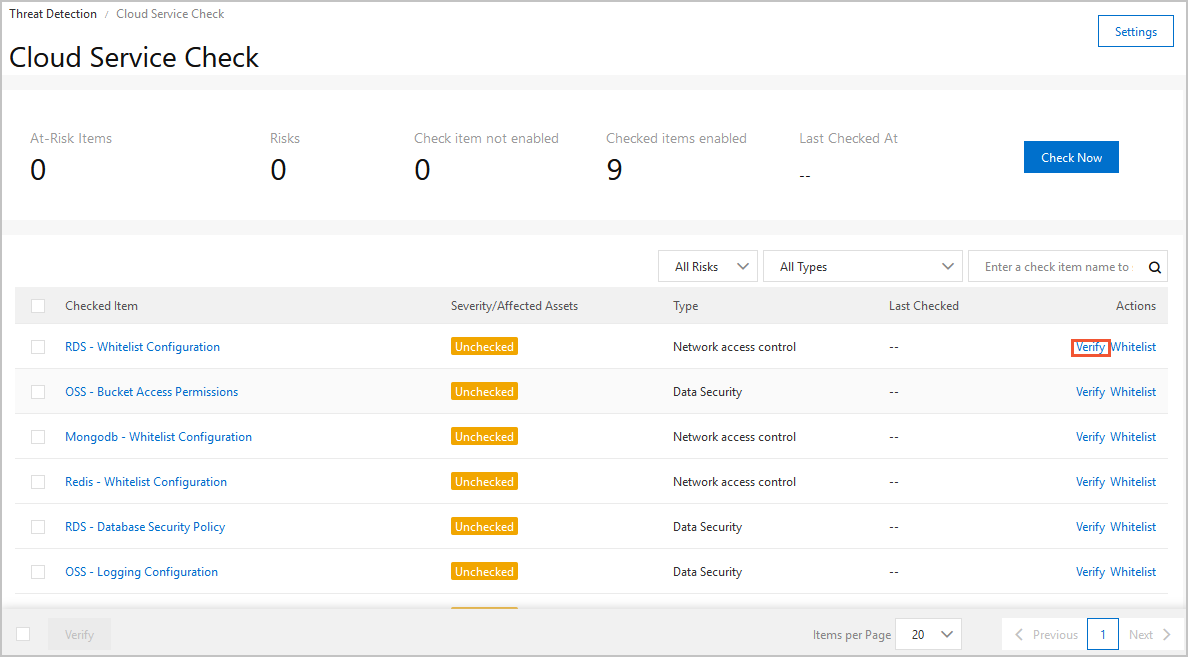 Threat Detection / Cloud Service Check
Settings
Cloud Service Check
At-Risk Items Risks Check item not enabled Checked items enabled Last Checked At
0 0 0 9 --
Check Now
All Risks All Types Enter a check item name to
Checked Item Severity/Affected Assets Type Last Checked Actions
RDS - Whitelist Configuration Unchecked Network access control -- Verify Whitelist
OSS - Bucket Access Permissions Unchecked Data Security -- Verify Whitelist
Mongodb - Whitelist Configuration Unchecked Network access control -- Verify Whitelist
Redis - Whitelist Configuration Unchecked Network access control -- Verify Whitelist
RDS - Database Security Policy Unchecked Data Security -- Verify Whitelist
OSS - Logging Configuration Unchecked Data Security -- Verify Whitelist
Verify Items per Page 20 Previous 1 Next